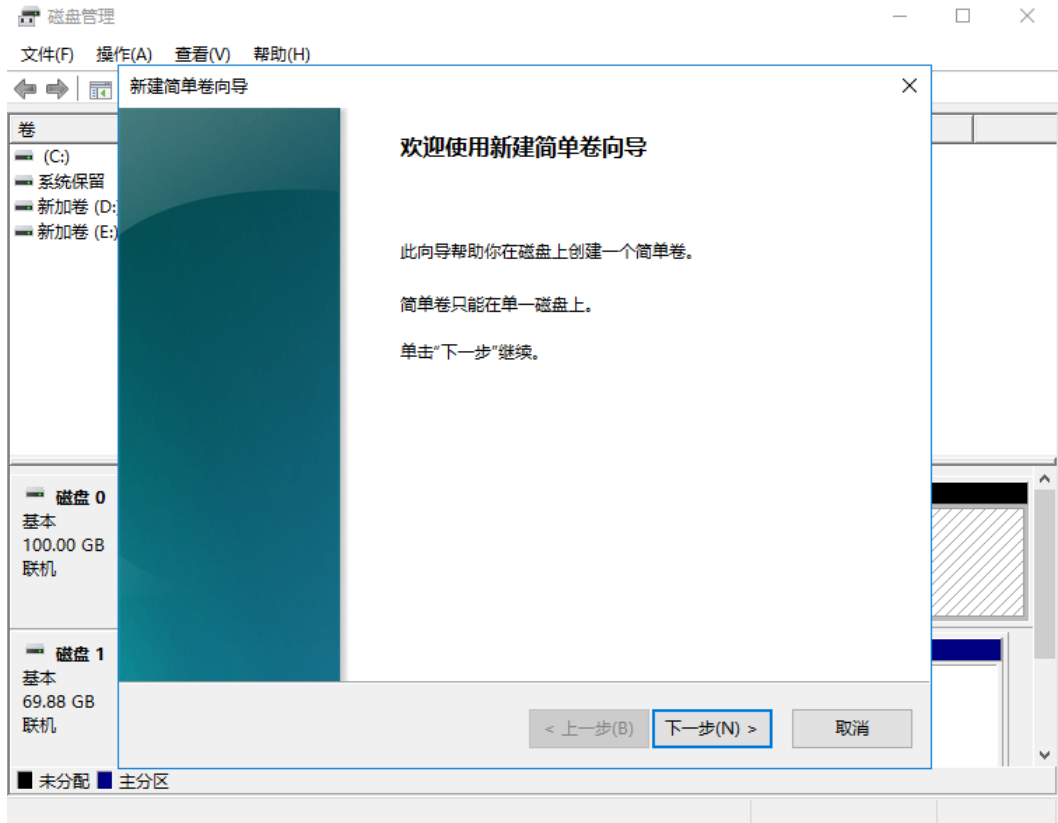 磁盘管理
文件(F) 操作(A) 查看(V) 帮助(H)
新建简单卷向导
卷
(C:)
系统保留
新加卷 (D:
新加卷 (E:)
欢迎使用新建简单卷向导
此向导帮助你在磁盘上创建一个简单卷。
简单卷只能在单一磁盘上。
单击"下一步"继续。
磁盘 0
基本
100.00 GB
联机
磁盘 1
基本
69.88 GB
联机
< 上一步(B) 下一步(N) > 取消
未分配 主分区